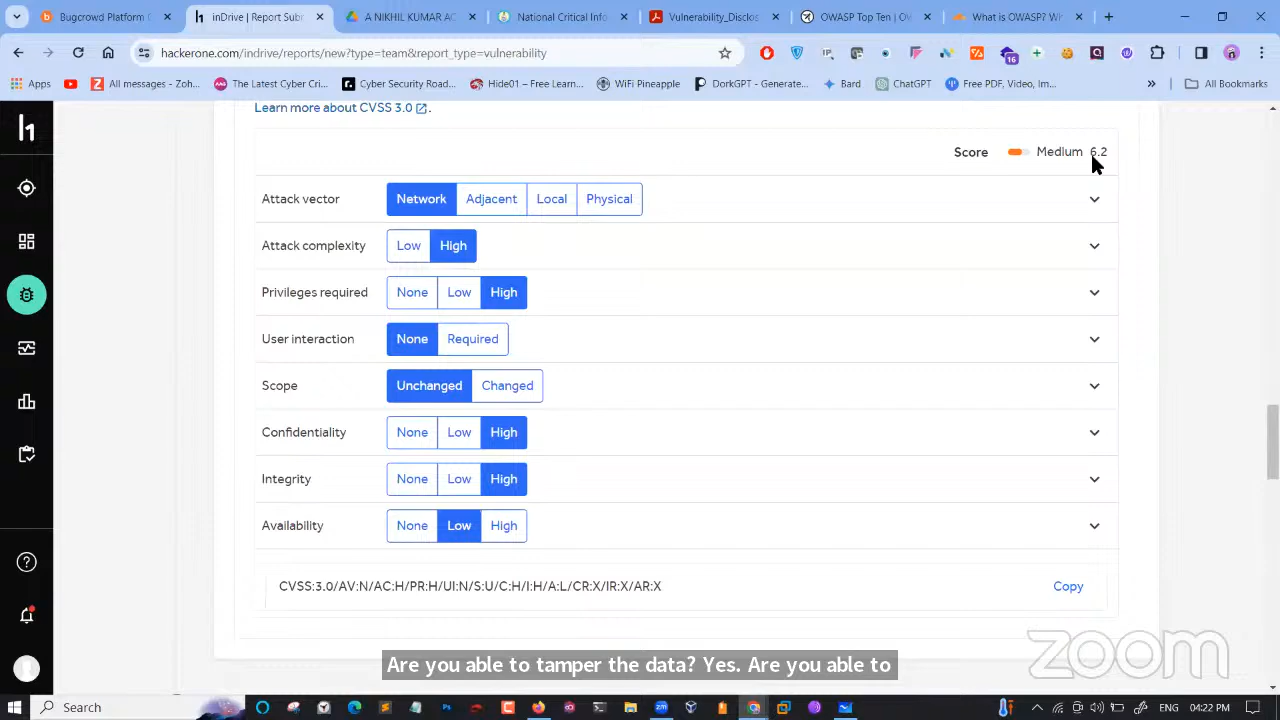 Bugcrowd Platform C
inDrive | Report Subm
A NIKHIL KUMAR AC
National Critical Info
Vulnerability_Disclos
OWASP Top Ten | OW
What is OWASP? Wh
hackerone.com/indrive/reports/new?type=team&report_type=vulnerability
16
Apps
All messages - Zoh...
The Latest Cyber Cri...
Cyber Security Road...
Hide01 – Free Learn...
WiFi Pineapple
DorkGPT - Generate...
Bard
ChatGPT
Free PDF, Video, Im...
All Bookmarks
Learn more about CVSS 3.0 .
Score Medium 6.2
Attack vector Network Adjacent Local Physical
Attack complexity Low High
Privileges required None Low High
User interaction None Required
Scope Unchanged Changed
Confidentiality None Low High
Integrity None Low High
Availability None Low High
CVSS:3.0/AV:N/AC:H/PR:H/UI:N/S:U/C:H/I:H/A:L/CR:X/IR:X/AR:X Copy
zoom
Are you able to tamper the data? Yes. Are you able to
Search
ENG 04:22 PM